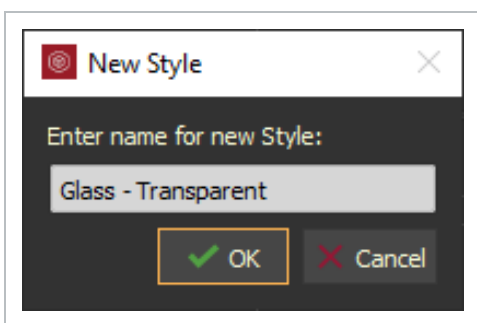 New Style
Enter name for new Style:
Glass - Transparent
OK
Cancel